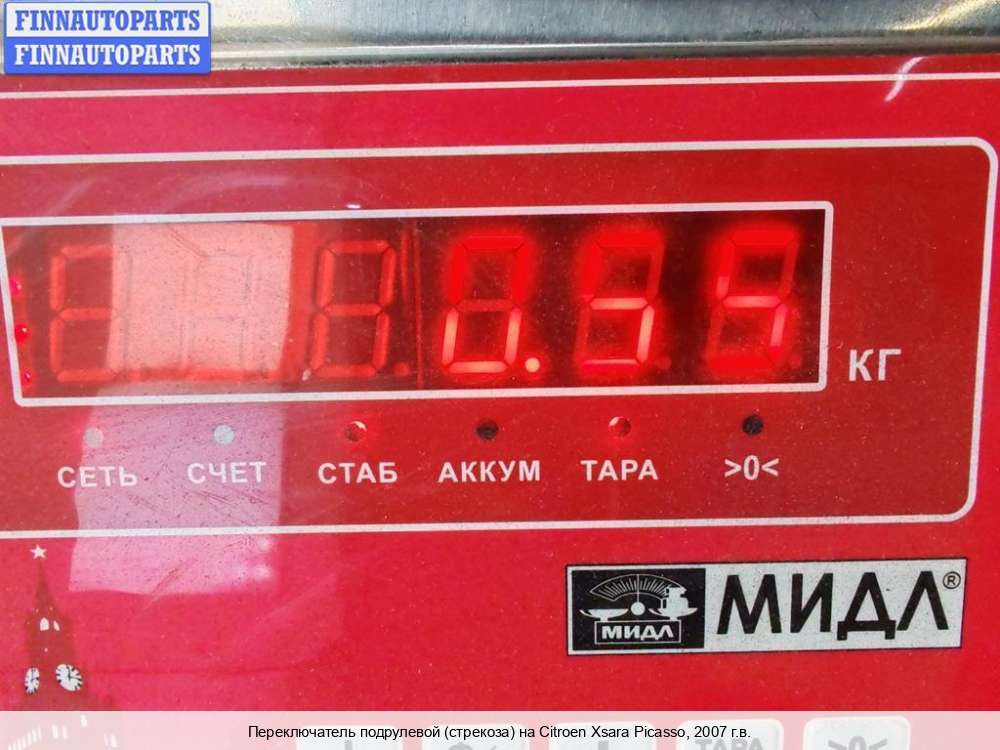 FINNAUTOPARTS
FINNAUTOPARTS
КГ
СЕТЬ СЧЕТ СТАБ АККУМ ТАРА >0<
МИДЛ МИДЛ®
Переключатель подрулевой (стрекоза) на Citroen Xsara Picasso, 2007 г.в.
ТАРА >0<